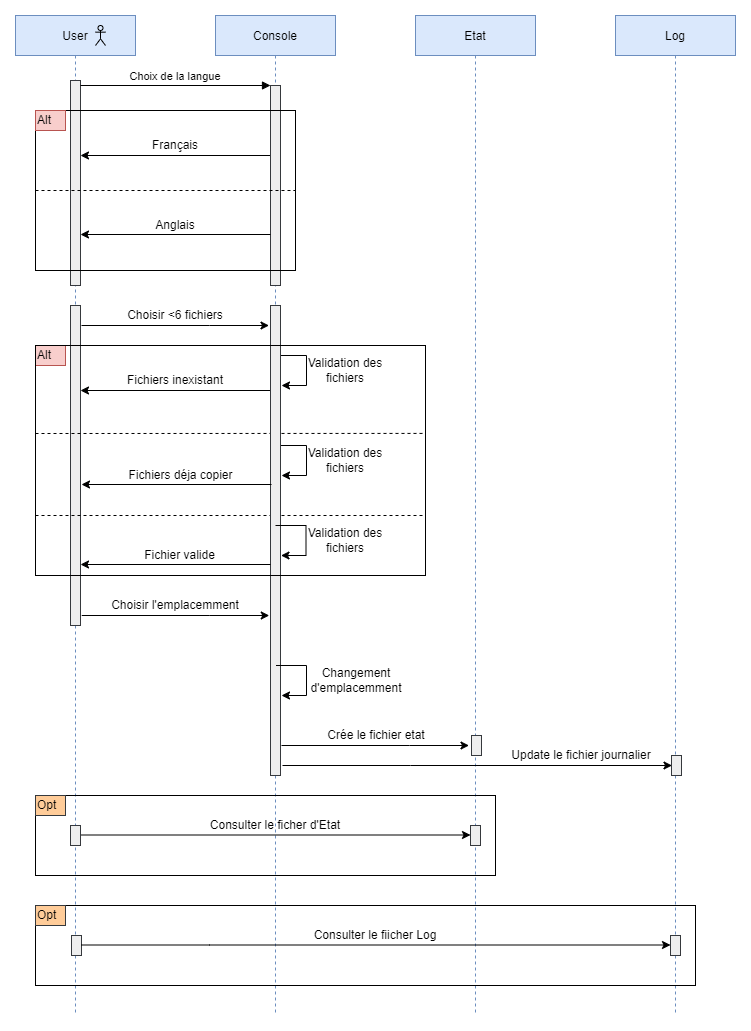 User
Console
Etat
Log
Choix de la langue
Alt
Français
Anglais
Choisir <6 fichiers
Alt
Validation des
fichiers
Fichiers inexistant
Validation des
fichiers
Fichiers déja copier
Validation des
fichiers
Fichier valide
Choisir l'emplacemment
Changement
d'emplacemment
Crée le fichier etat
Update le fichier journalier
Opt
Consulter le ficher d'Etat
Opt
Consulter le fiicher Log